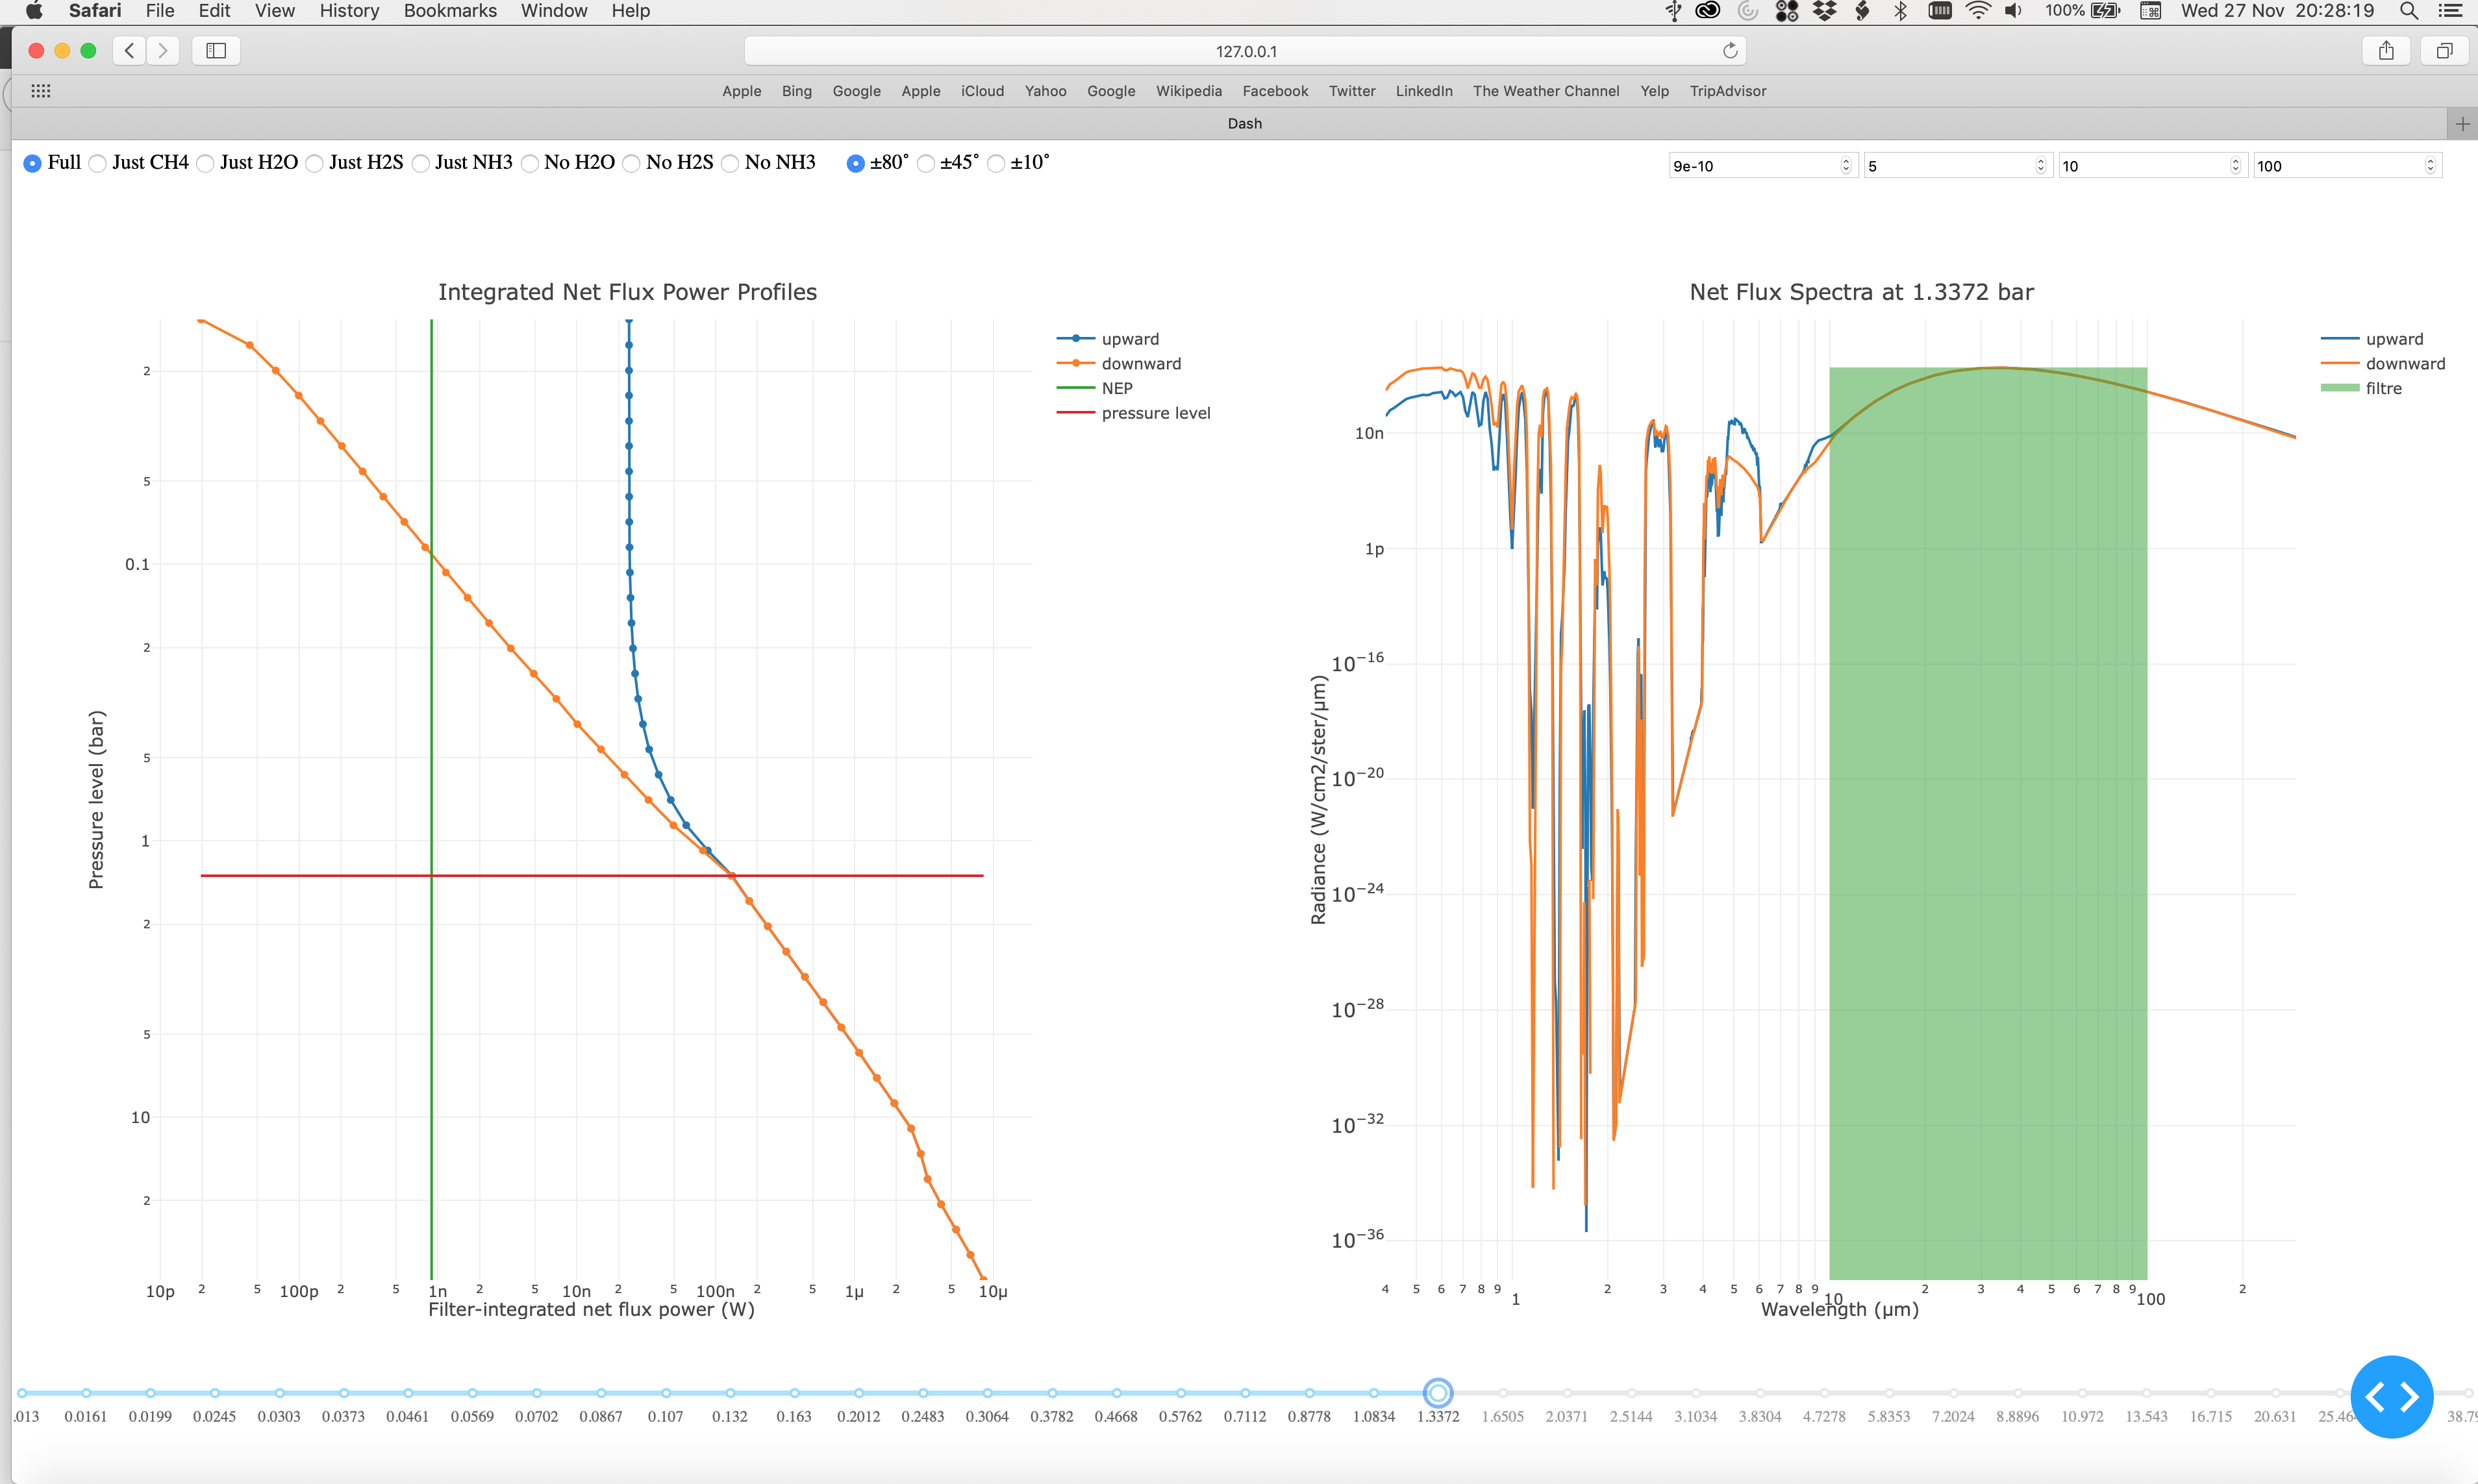 Safari File Edit View History Bookmarks Window Help 100% Wed 27 Nov 20:28:19
127.0.0.1
Apple Bing Google Apple iCloud Yahoo Google Wikipedia Facebook Twitter LinkedIn The Weather Channel Yelp TripAdvisor
Dash
Full Just CH4 Just H2O Just H2S Just NH3 No H2O No H2S No NH3 ±80° ±45° ±10° 9e-10 5 10 100
Integrated Net Flux Power Profiles
upward
downward
NEP
pressure level
2
5
0.1
2
5
1
2
5
10
2
Pressure level (bar)
10p 2 5 100p 2 5 1n 2 5 10n 2 5 100n 2 5 1μ 2 5 10μ
Filter-integrated net flux power (W)
Net Flux Spectra at 1.3372 bar
upward
downward
filtre
10n
1p
10−16
10−20
10−24
10−28
10−32
10−36
Radiance (W/cm2/ster/μm)
4 5 6 7 8 9 1 2 3 4 5 6 7 8 9 10 2 3 4 5 6 7 8 9 100 2
Wavelength (μm)
.013 0.0161 0.0199 0.0245 0.0303 0.0373 0.0461 0.0569 0.0702 0.0867 0.107 0.132 0.163 0.2012 0.2483 0.3064 0.3782 0.4668 0.5762 0.7112 0.8778 1.0834 1.3372 1.6505 2.0371 2.5144 3.1034 3.8304 4.7278 5.8353 7.2024 8.8896 10.972 13.543 16.715 20.631 25.46 38.79